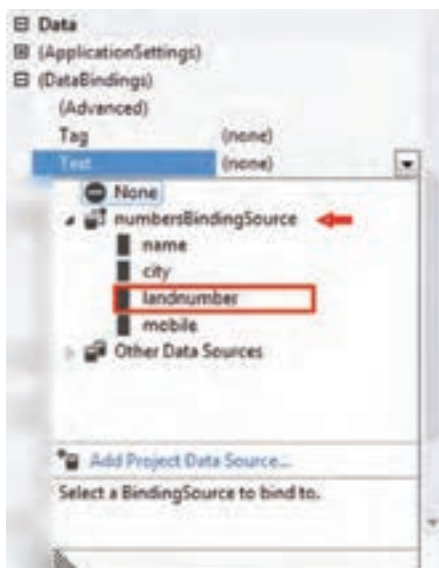 Data
(ApplicationSettings)
(DataBindings)
(Advanced)
Tag (none)
Text (none)
None
numbersBindingSource
name
city
landnumber
mobile
Other Data Sources
Add Project Data Source...
Select a BindingSource to bind to.